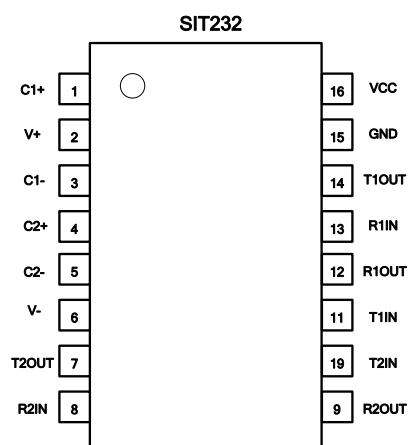 SIT232
C1+ 1 16 VCC
V+ 2 15 GND
C1- 3 14 T1OUT
C2+ 4 13 R1IN
C2- 5 12 R1OUT
V- 6 11 T1IN
T2OUT 7 19 T2IN
R2IN 8 9 R2OUT